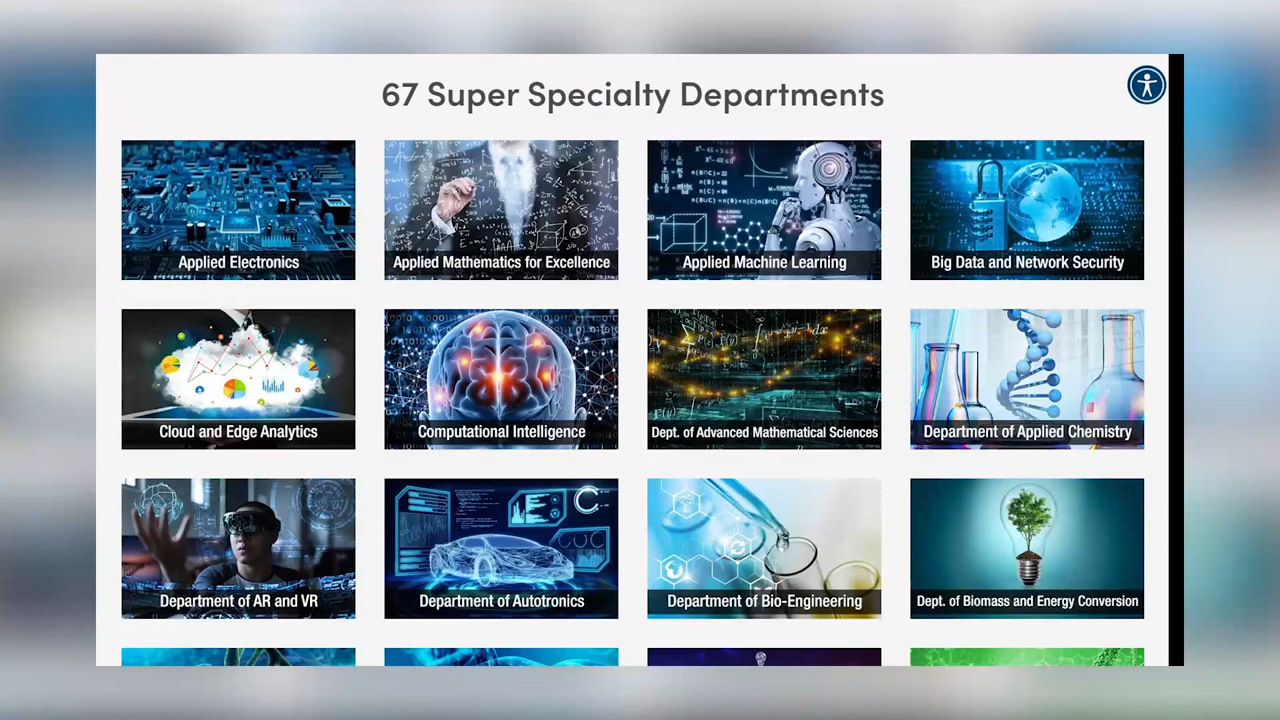 67 Super Specialty Departments
Applied Electronics
Applied Mathematics for Excellence
Applied Machine Learning
Big Data and Network Security
Cloud and Edge Analytics
Computational Intelligence
Dept. of Advanced Mathematical Sciences
Department of Applied Chemistry
Department of AR and VR
Department of Autotronics
Department of Bio-Engineering
Dept. of Biomass and Energy Conversion